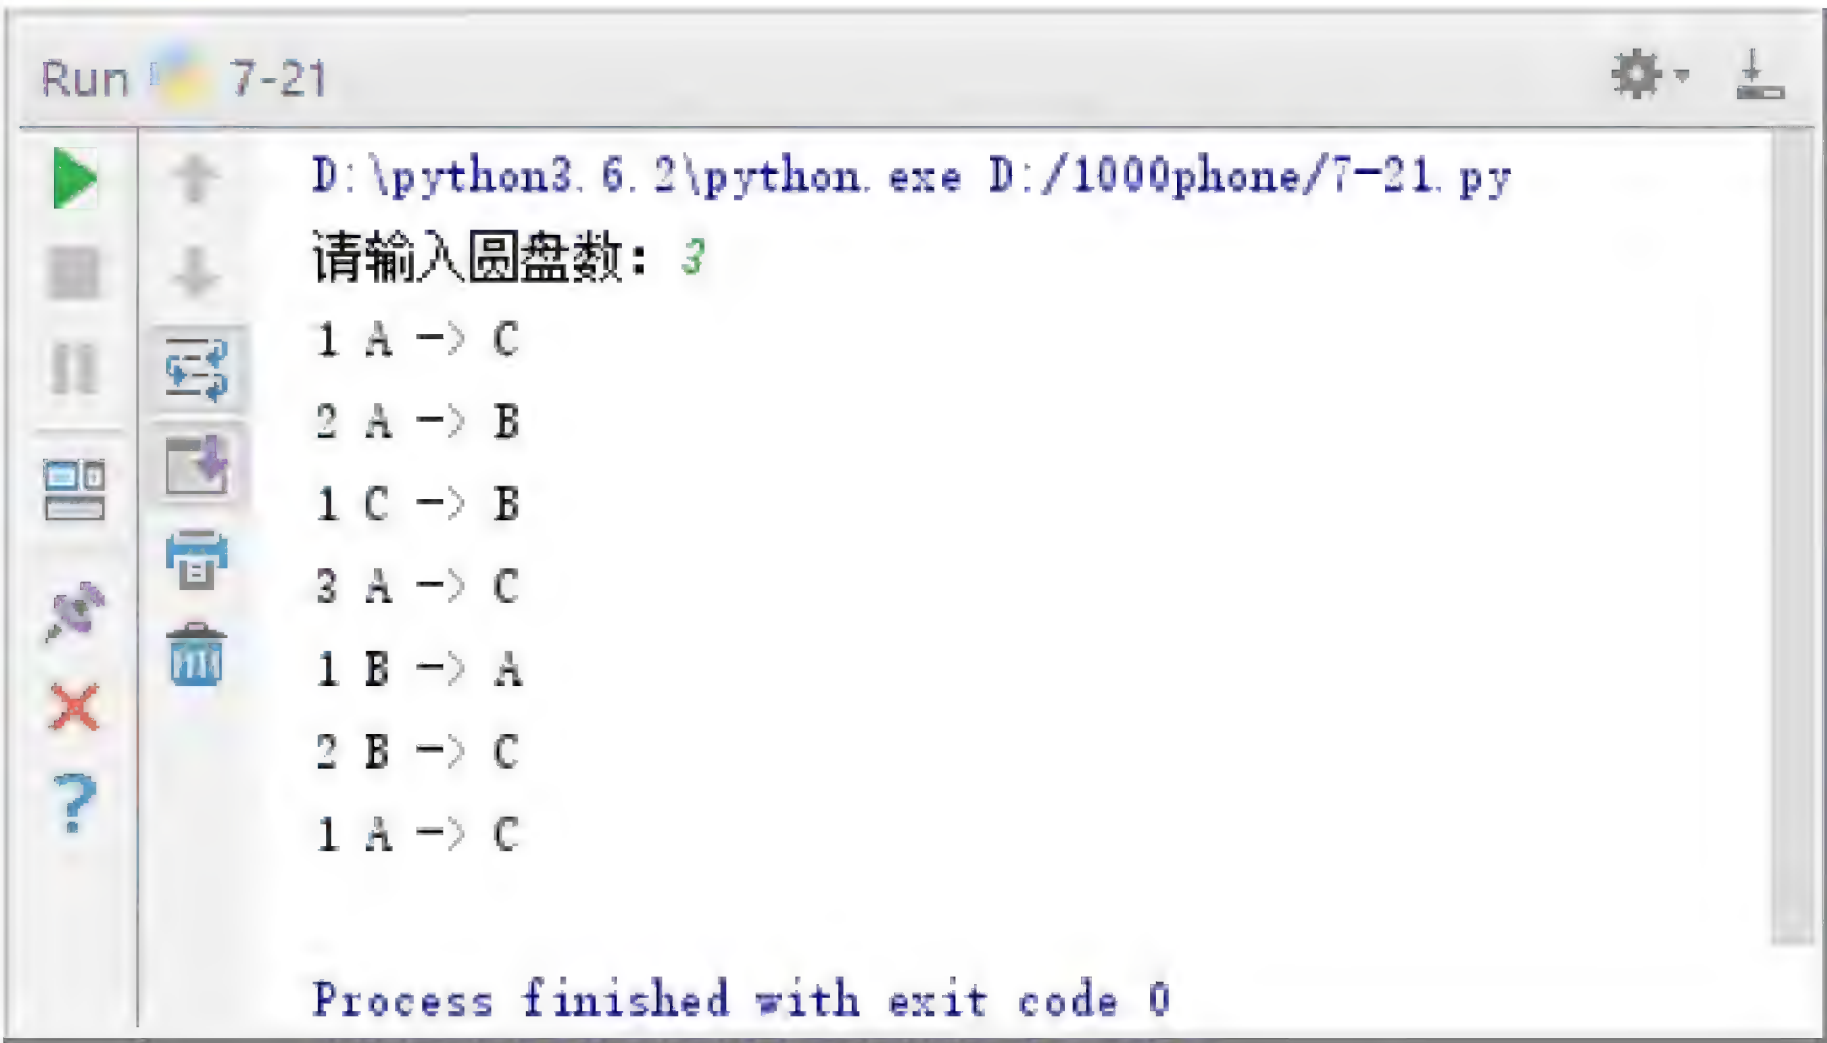 Run 7-21
D:\python3.6.2\python.exe D:/1000phone/7-21.py
请输入圆盘数：3
1 A -> C
2 A -> B
1 C -> B
3 A -> C
1 B -> A
2 B -> C
1 A -> C
Process finished with exit code 0